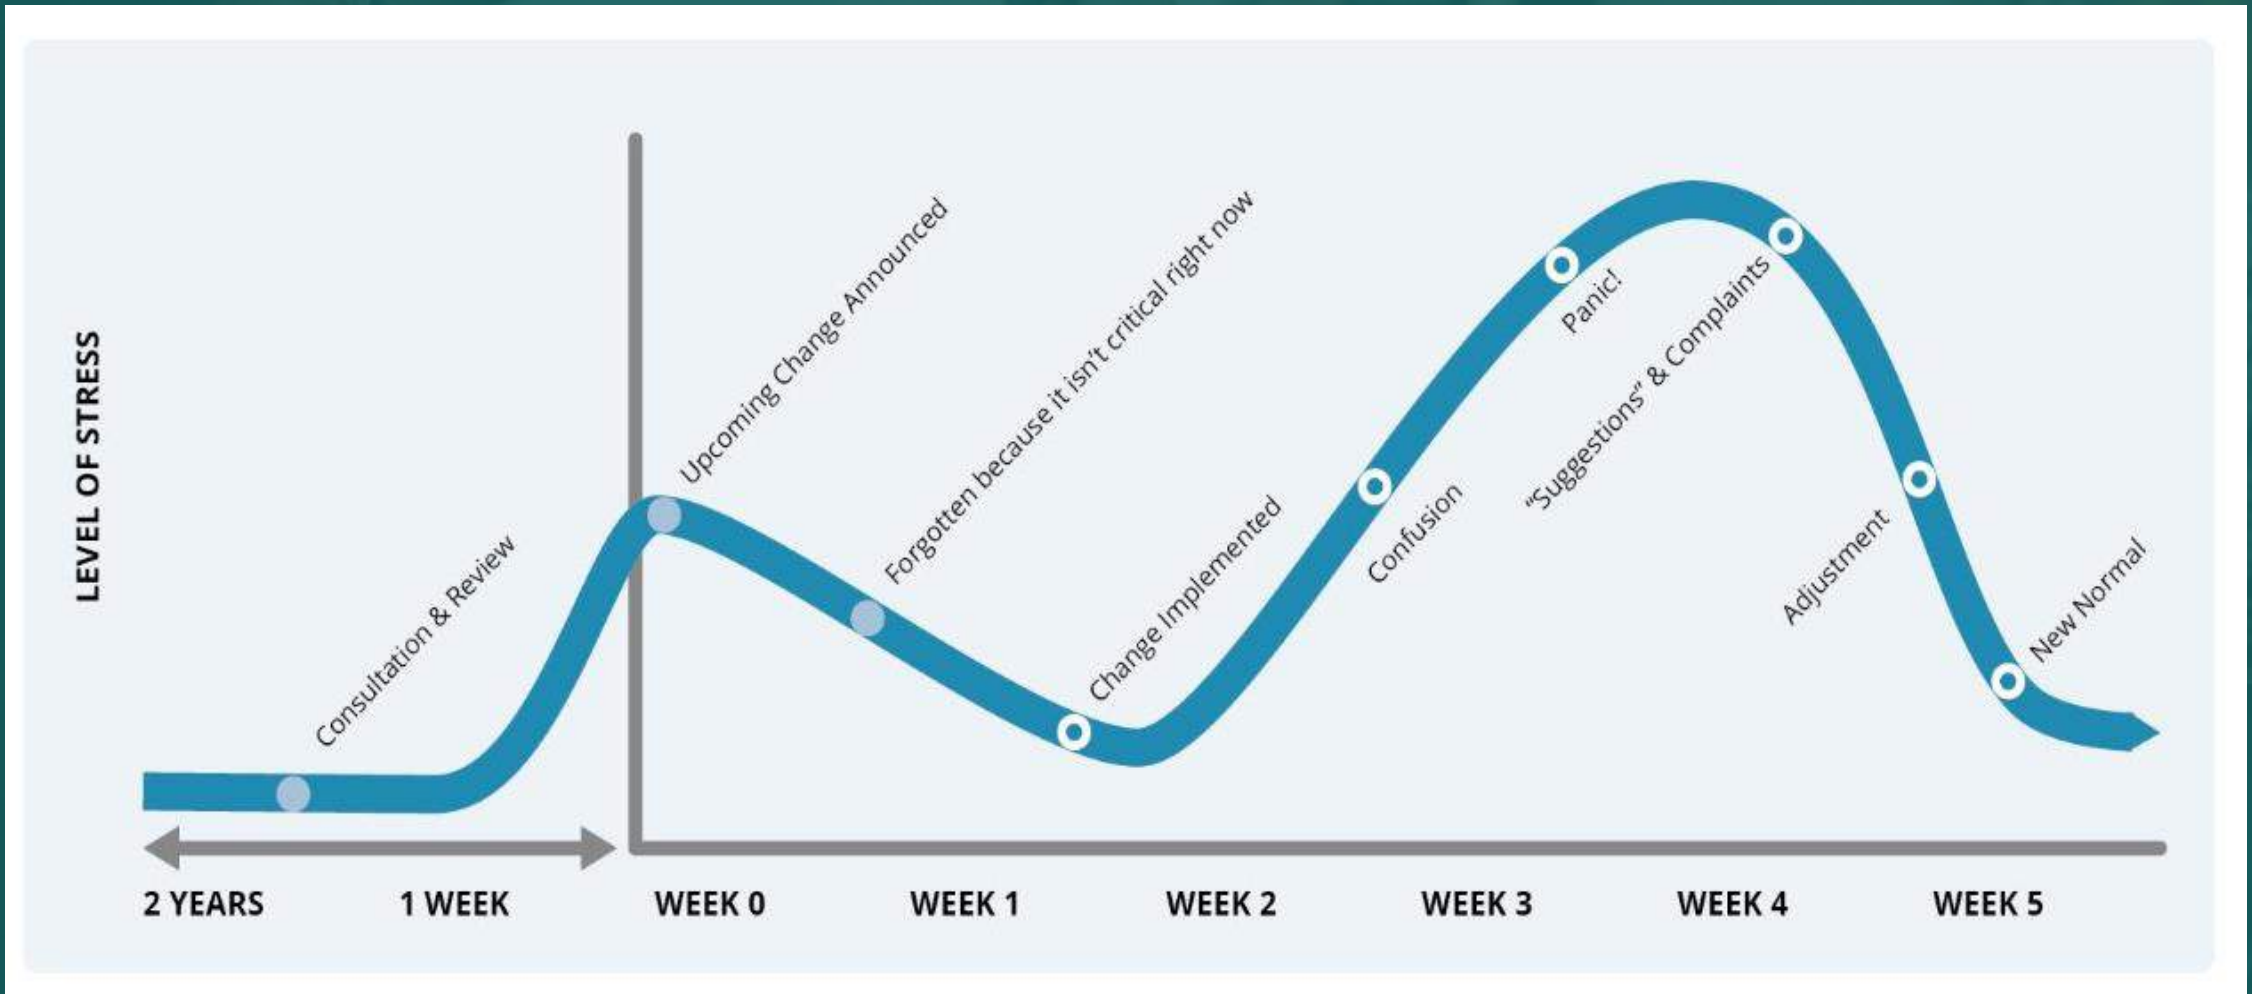 LEVEL OF STRESS
Consultation & Review
Upcoming Change Announced
Forgotten because it isn't critical right now
Change Implemented
Confusion
Panic!
“Suggestions” & Complaints
Adjustment
New Normal
2 YEARS
1 WEEK
WEEK 0
WEEK 1
WEEK 2
WEEK 3
WEEK 4
WEEK 5